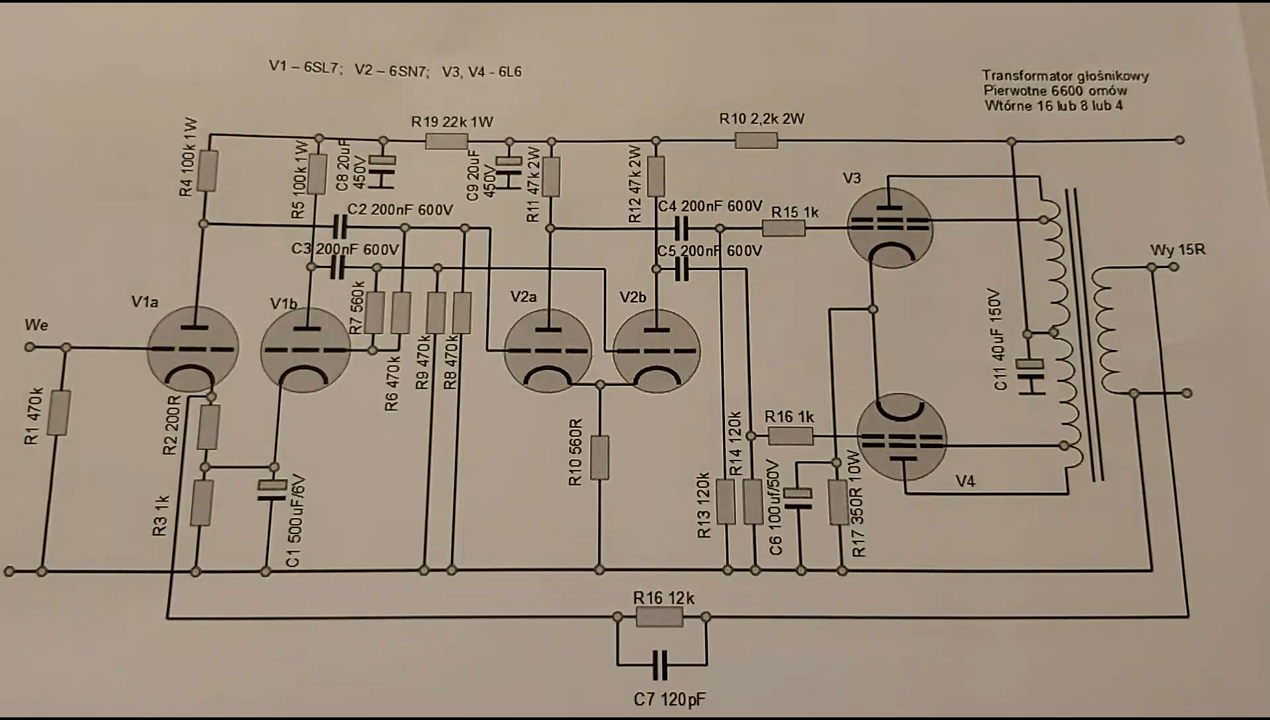 V1 – 6SL7; V2 – 6SN7; V3, V4 - 6L6
Transformator głośnikowy
Pierwotne 6600 omów
Wtórne 16 lub 8 lub 4
R4 100k 1W
R5 100k 1W
C8 20uF
450V
R19 22k 1W
C9 20uF
450V
R11 47k 2W
R12 47k 2W
R10 2,2k 2W
V3
C2 200nF 600V
C3 200nF 600V
C4 200nF 600V
C5 200nF 600V
R15 1k
Wy 15R
We
V1a
V1b
R7 560k
R6 470k
R9 470k
R8 470k
V2a
V2b
C11 40uF 150V
R1 470k
R2 200R
R3 1k
C1 500uF/6V
R10 560R
R13 120k
R14 120k
R16 1k
C6 100uf/50V
R17 350R 10W
V4
R16 12k
C7 120pF